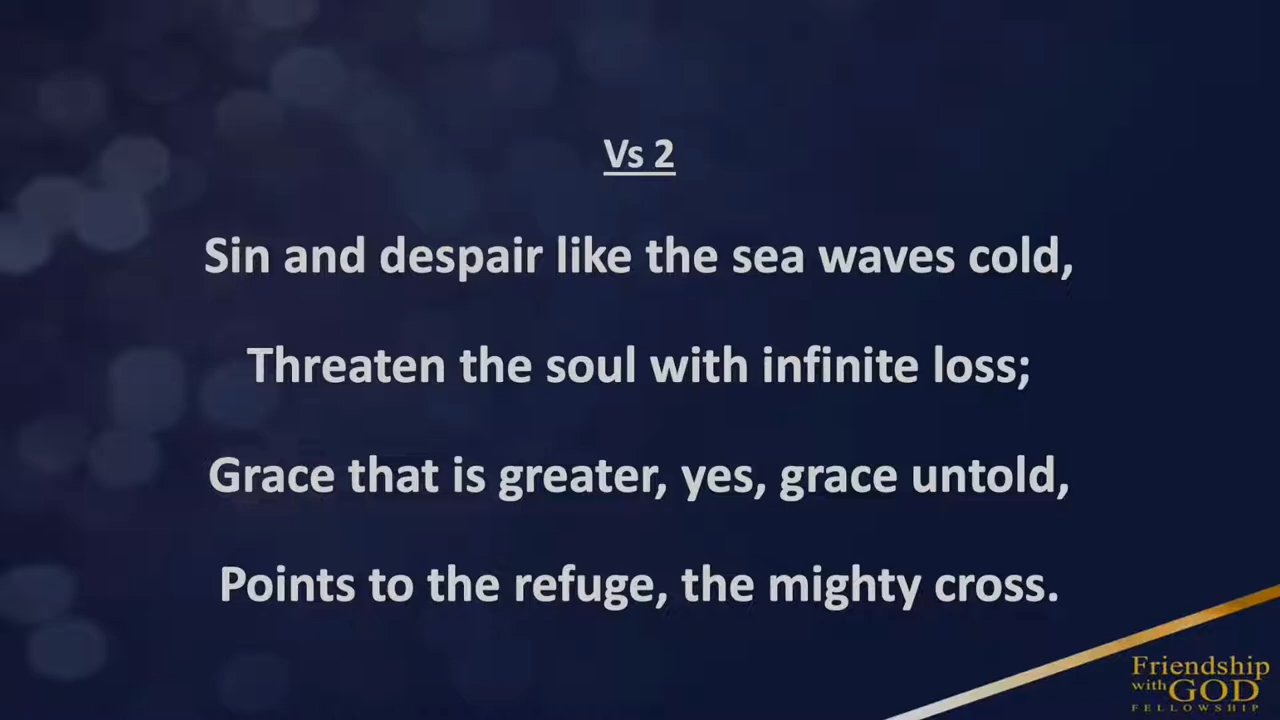 Vs 2
Sin and despair like the sea waves cold,
Threaten the soul with infinite loss;
Grace that is greater, yes, grace untold,
Points to the refuge, the mighty cross.
Friendship
with GOD
FELLOWSHIP